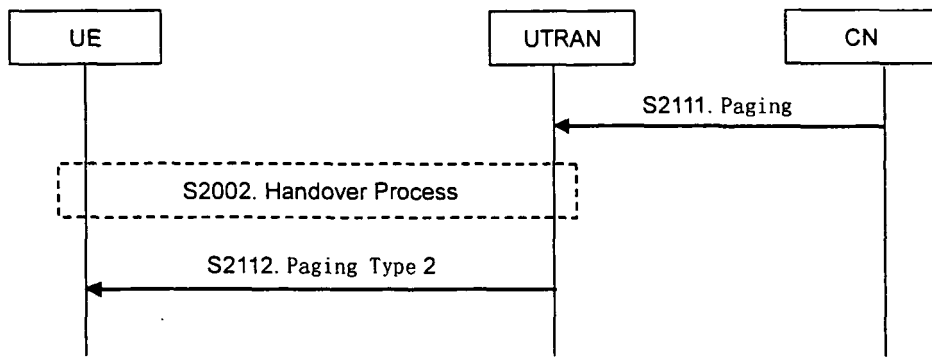 UE
UTRAN
CN
S2111. Paging
S2002. Handover Process
S2112. Paging Type 2